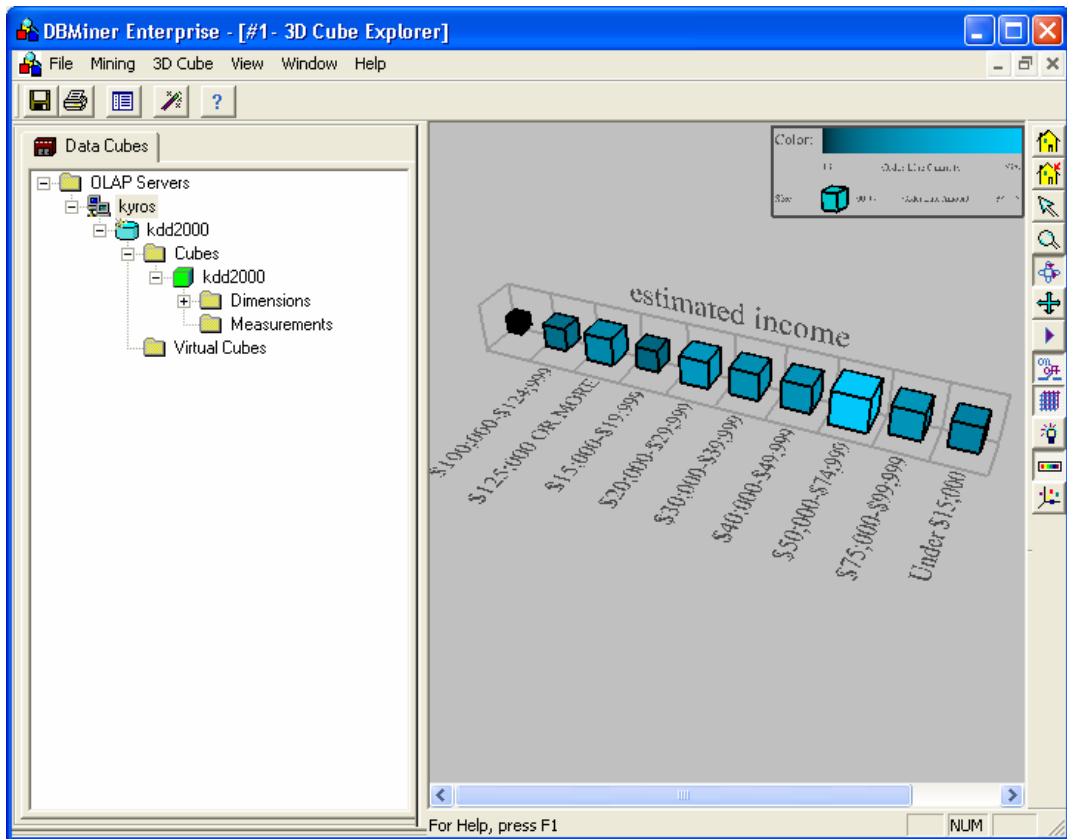 DBMiner Enterprise - [#1- 3D Cube Explorer]
File Mining 3D Cube View Window Help
?
Data Cubes
OLAP Servers
kyros
kdd2000
Cubes
kdd2000
Dimensions
Measurements
Virtual Cubes
Color:
Size
estimated income
$100;000-$124;999
$125;000 OR MORE
$15;000-$19;999
$20;000-$29;999
$30;000-$39;999
$40;000-$49;999
$50;000-$74;999
$75;000-$99;999
Under $15;000
For Help, press F1
NUM